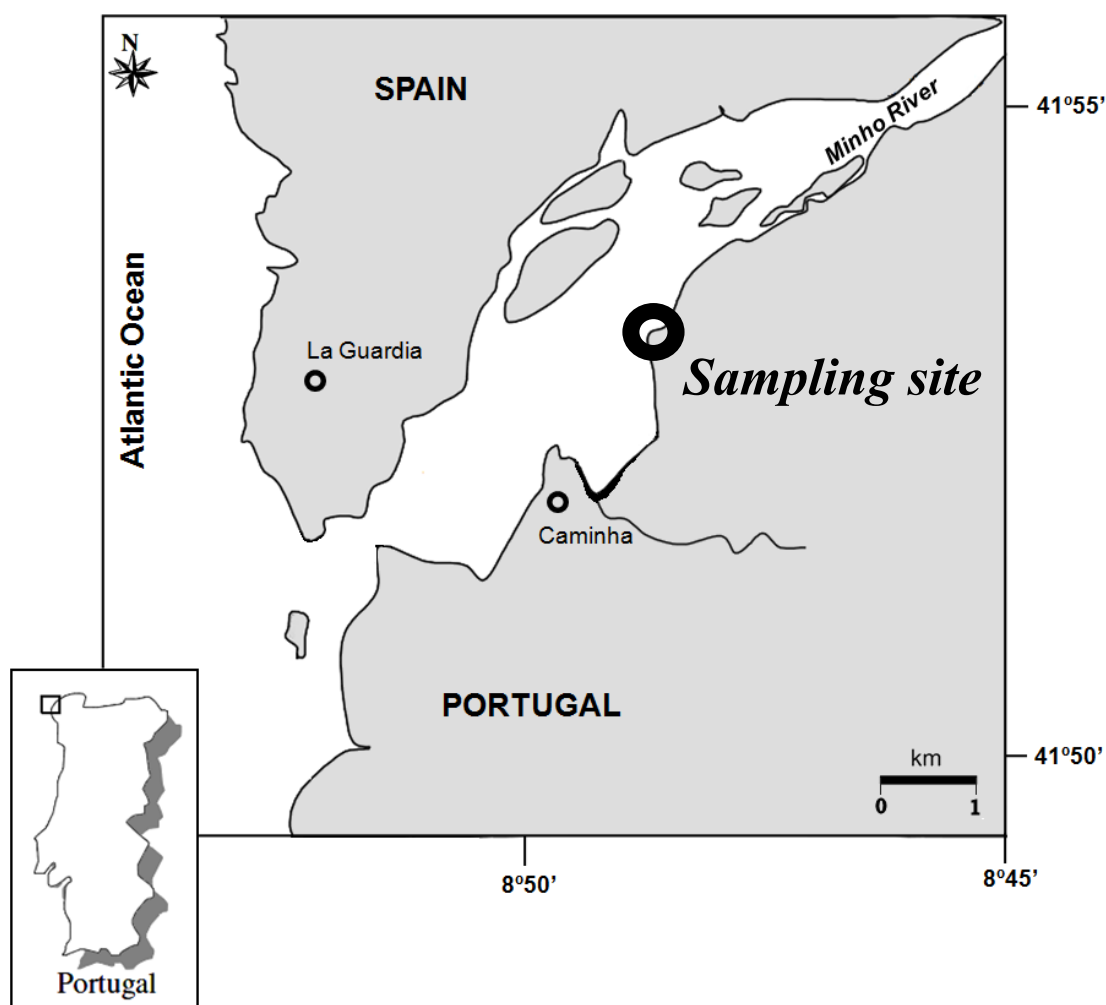 N
SPAIN
Minho River
41º55'
Atlantic Ocean
La Guardia
Sampling site
Caminha
PORTUGAL
km
0 1
41º50'
8º50'
8º45'
Portugal